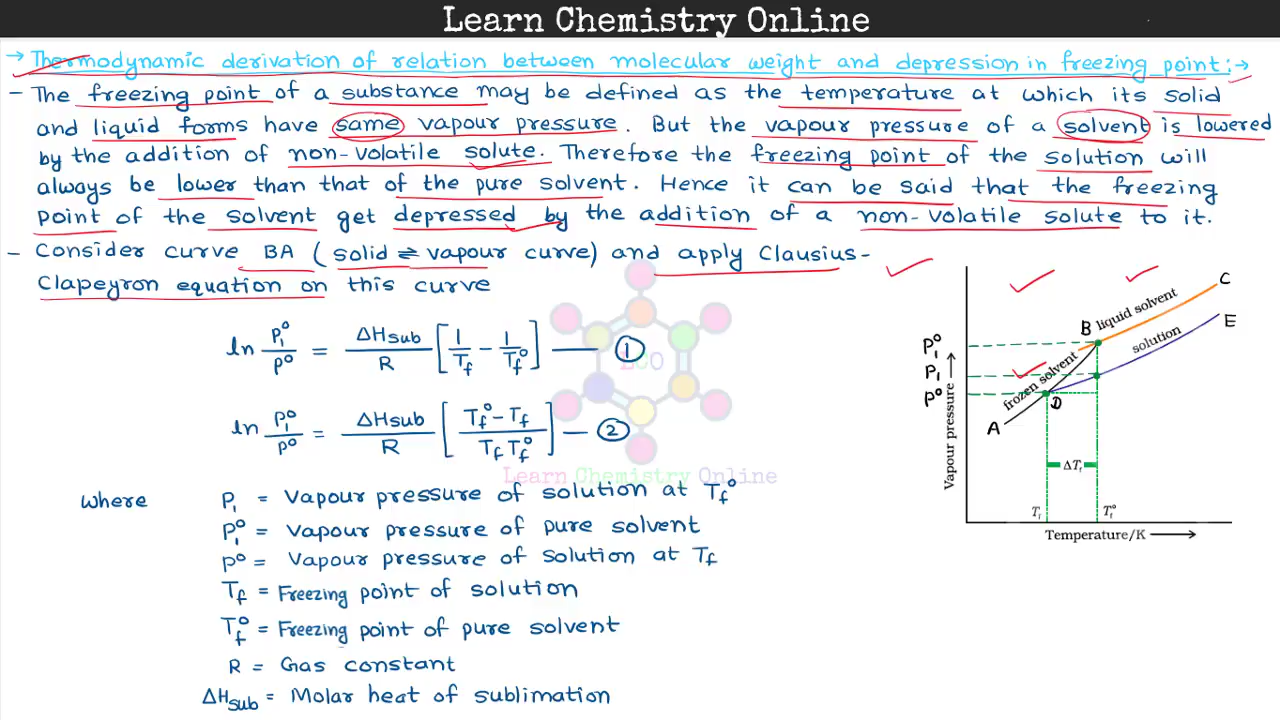 Learn Chemistry Online
→ Thermodynamic derivation of relation between molecular weight and depression in freezing point:→
- The freezing point of a substance may be defined as the temperature at which its solid
and liquid forms have same vapour pressure. But the vapour pressure of a solvent is lowered
by the addition of non-volatile solute. Therefore the freezing point of the solution will
always be lower than that of the pure solvent. Hence it can be said that the freezing
point of the solvent get depressed by the addition of a non-volatile solute to it.
- Consider curve BA (solid ⇌ vapour curve) and apply Clausius-
Clapeyron equation on this curve
ln P₁°/P° = ΔHsub/R [1/Tf - 1/Tf°] —— ①
ln P₁°/P° = ΔHsub/R [Tf° - Tf / Tf Tf°] — ②
LCO
Learn Chemistry Online
where P₁ = Vapour pressure of solution at Tf°
P₁° = Vapour pressure of pure solvent
P° = Vapour pressure of solution at Tf
Tf = Freezing point of solution
Tf° = Freezing point of pure solvent
R = Gas constant
ΔHsub = Molar heat of sublimation
C
B
liquid solvent
E
P₁°
solution
P₁
frozen solvent
P°
D
A
Vapour pressure →
ΔTf
Tf
Tf°
Temperature/K →